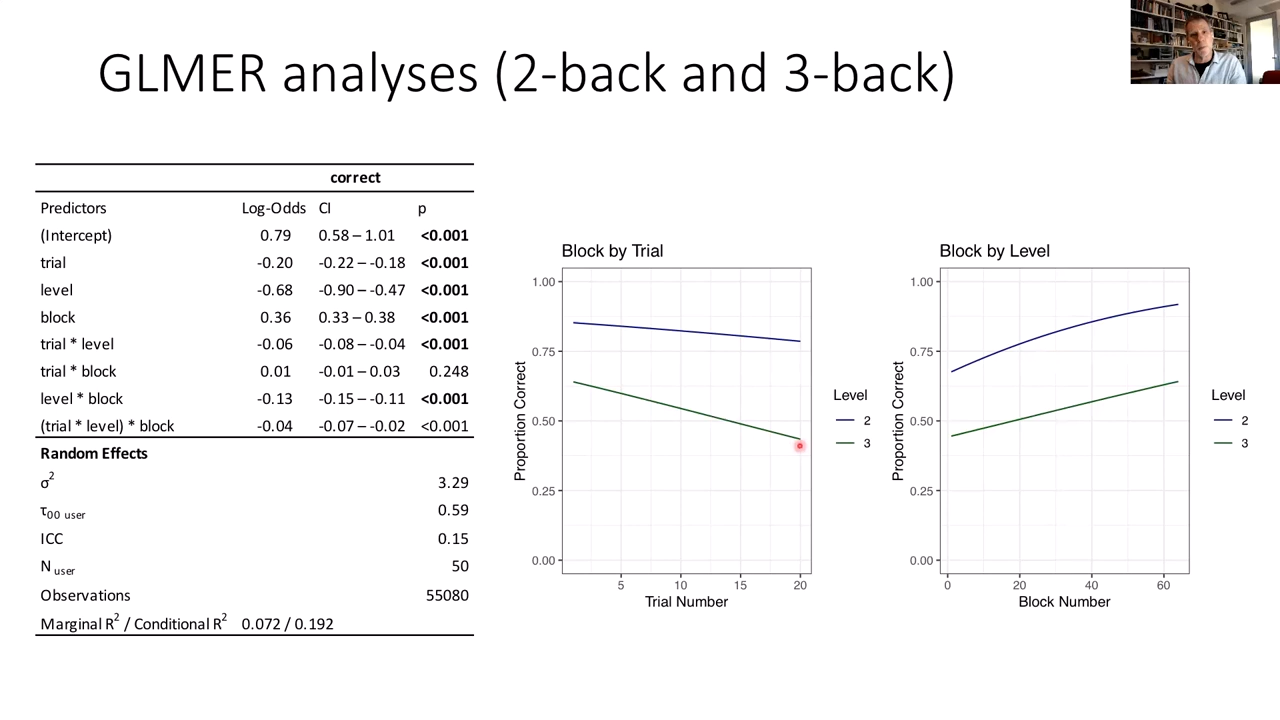 GLMER analyses (2-back and 3-back)
correct
Predictors Log-Odds CI p
(Intercept) 0.79 0.58 – 1.01 <0.001
trial -0.20 -0.22 – -0.18 <0.001
level -0.68 -0.90 – -0.47 <0.001
block 0.36 0.33 – 0.38 <0.001
trial * level -0.06 -0.08 – -0.04 <0.001
trial * block 0.01 -0.01 – 0.03 0.248
level * block -0.13 -0.15 – -0.11 <0.001
(trial * level) * block -0.04 -0.07 – -0.02 <0.001
Random Effects
σ2 3.29
τ00 user 0.59
ICC 0.15
N user 50
Observations 55080
Marginal R2 / Conditional R2 0.072 / 0.192
Block by Trial
Proportion Correct
1.00
0.75
0.50
0.25
0.00
5 10 15 20
Trial Number
Level
2
3
Block by Level
Proportion Correct
1.00
0.75
0.50
0.25
0.00
0 20 40 60
Block Number
Level
2
3